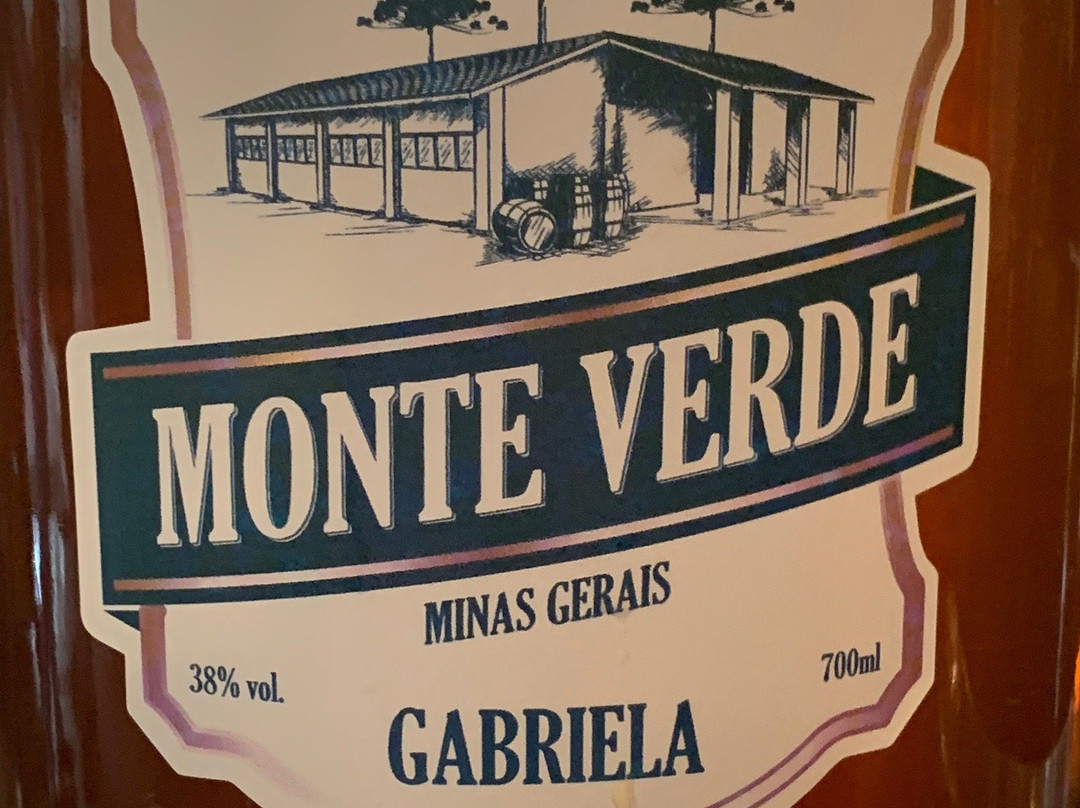 MONTE VERDE
MINAS GERAIS
38% vol.
700ml
GABRIELA